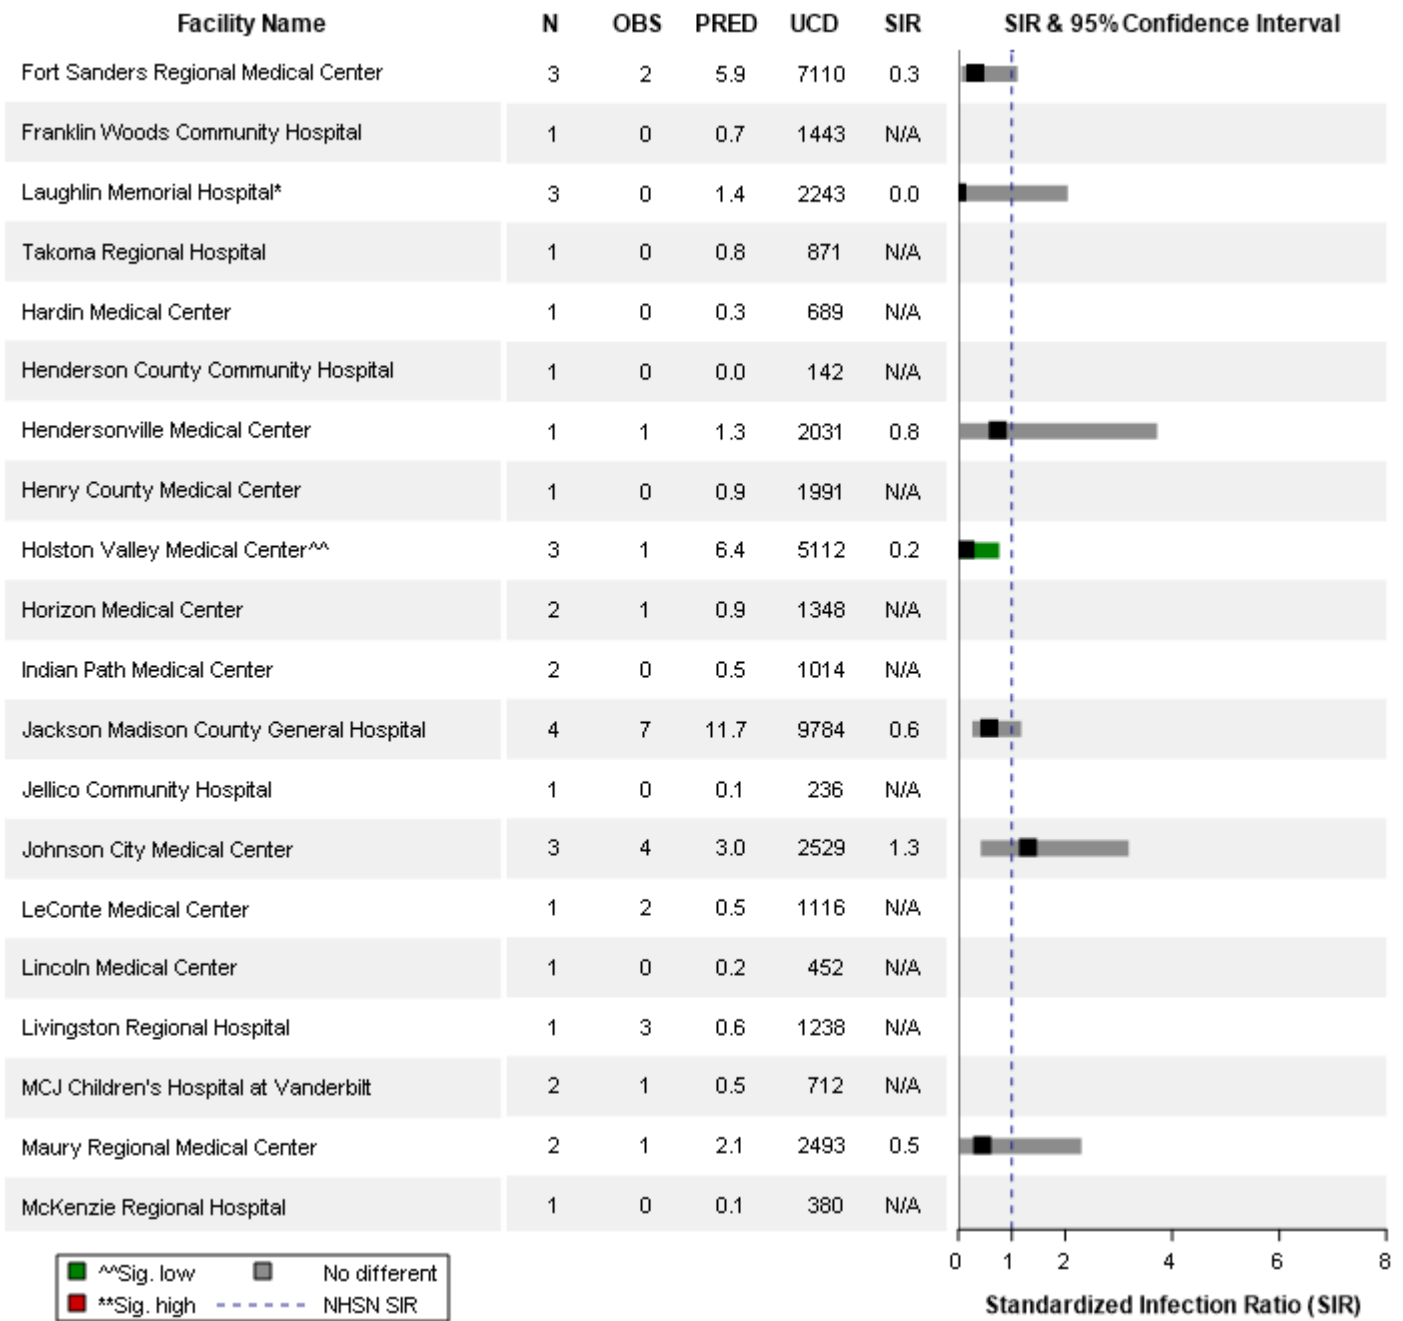 Facility Name N OBS PRED UCD SIR SIR & 95% Confidence Interval
Fort Sanders Regional Medical Center 3 2 5.9 7110 0.3
Franklin Woods Community Hospital 1 0 0.7 1443 N/A
Laughlin Memorial Hospital* 3 0 1.4 2243 0.0
Takoma Regional Hospital 1 0 0.8 871 N/A
Hardin Medical Center 1 0 0.3 689 N/A
Henderson County Community Hospital 1 0 0.0 142 N/A
Hendersonville Medical Center 1 1 1.3 2031 0.8
Henry County Medical Center 1 0 0.9 1991 N/A
Holston Valley Medical Center^^ 3 1 6.4 5112 0.2
Horizon Medical Center 2 1 0.9 1348 N/A
Indian Path Medical Center 2 0 0.5 1014 N/A
Jackson Madison County General Hospital 4 7 11.7 9784 0.6
Jellico Community Hospital 1 0 0.1 236 N/A
Johnson City Medical Center 3 4 3.0 2529 1.3
LeConte Medical Center 1 2 0.5 1116 N/A
Lincoln Medical Center 1 0 0.2 452 N/A
Livingston Regional Hospital 1 3 0.6 1238 N/A
MCJ Children's Hospital at Vanderbilt 2 1 0.5 712 N/A
Maury Regional Medical Center 2 1 2.1 2493 0.5
McKenzie Regional Hospital 1 0 0.1 380 N/A
0 1 2 4 6 8
Standardized Infection Ratio (SIR)
^^Sig. low No different
**Sig. high NHSN SIR